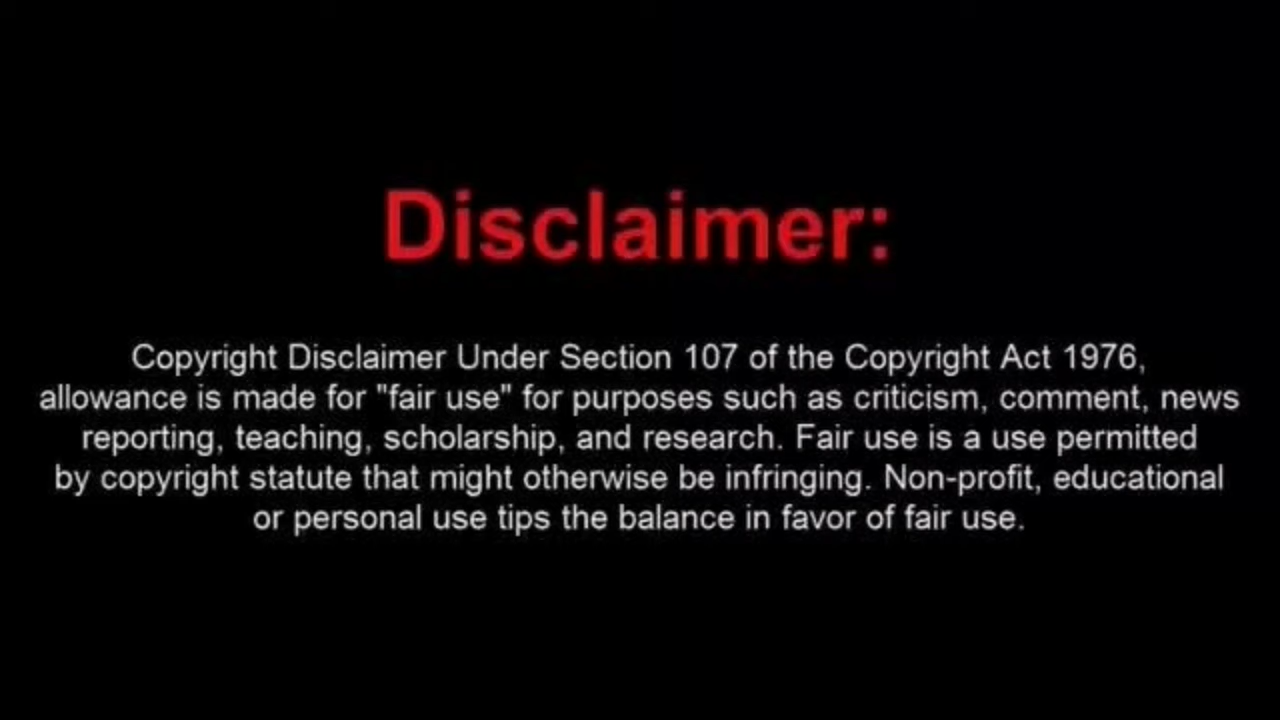 Disclaimer:
Copyright Disclaimer Under Section 107 of the Copyright Act 1976,
allowance is made for "fair use" for purposes such as criticism, comment, news
reporting, teaching, scholarship, and research. Fair use is a use permitted
by copyright statute that might otherwise be infringing. Non-profit, educational
or personal use tips the balance in favor of fair use.